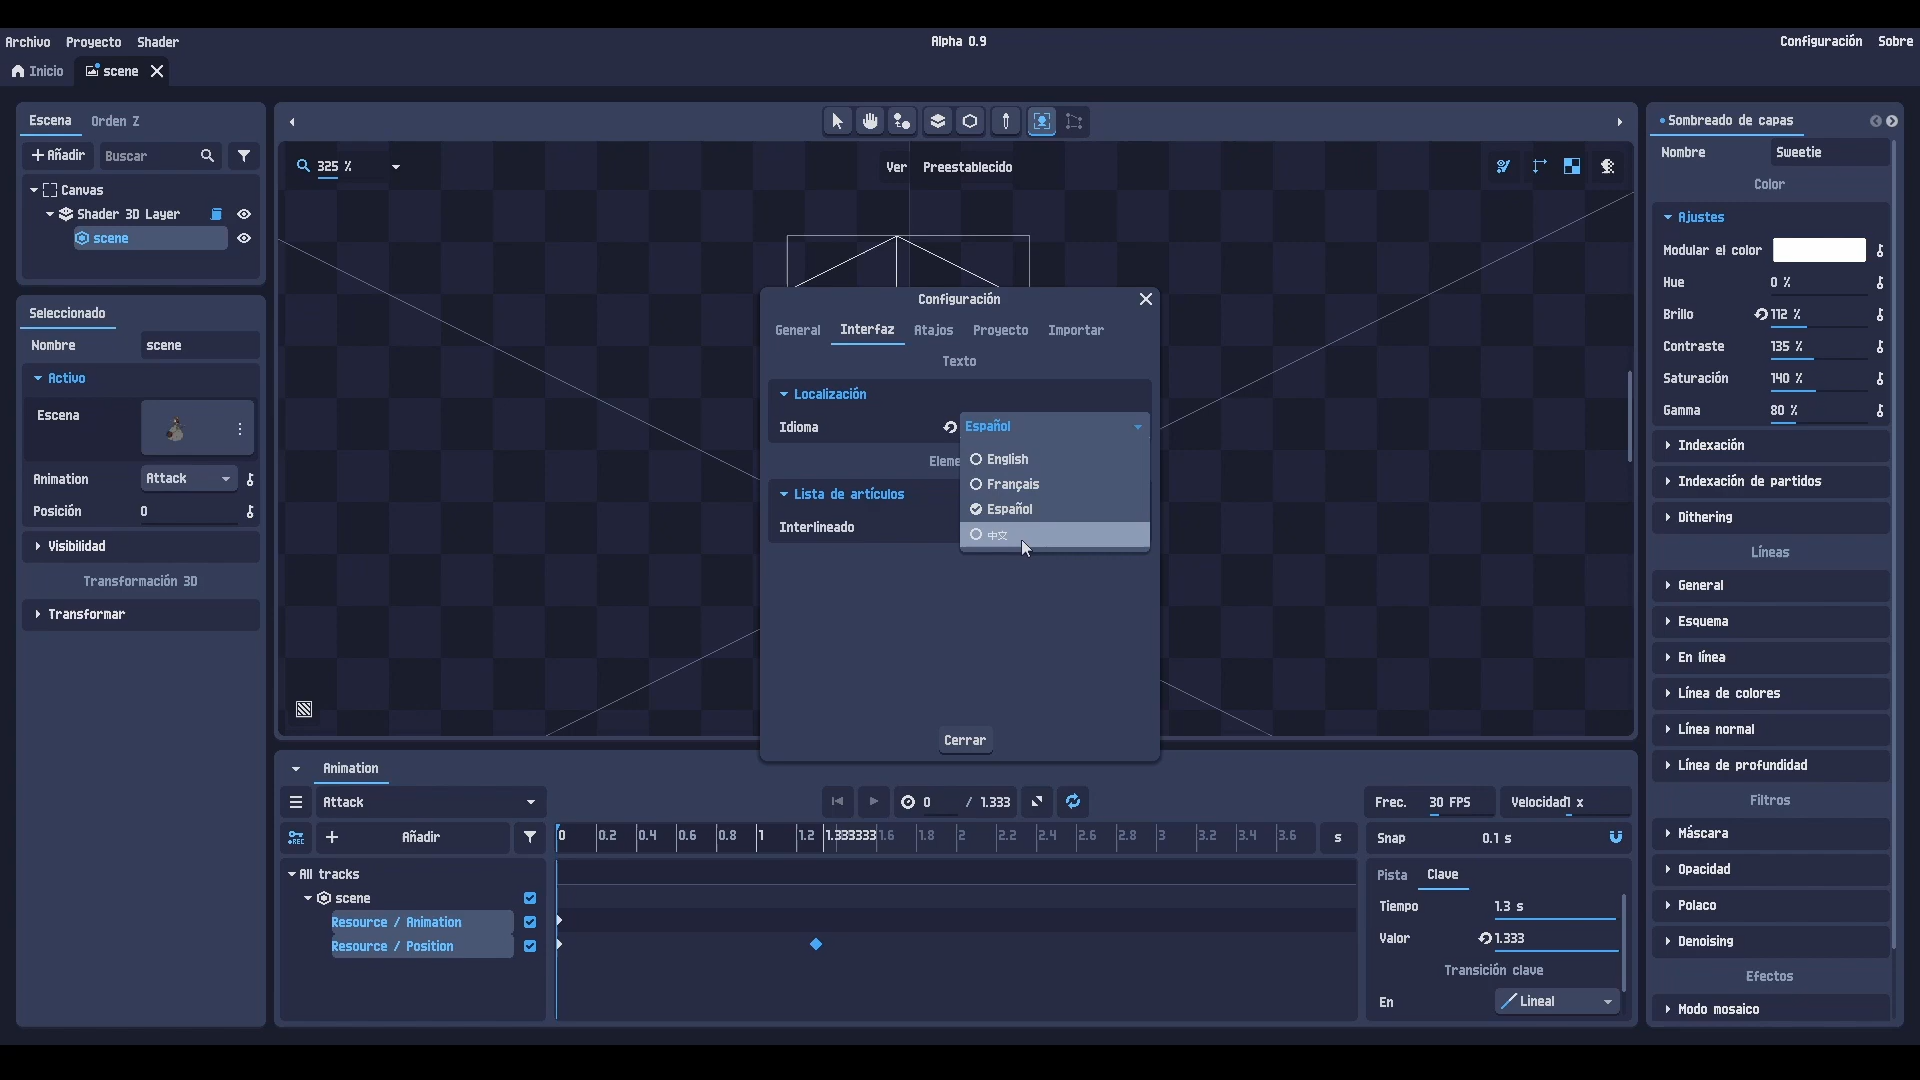 Archivo Proyecto Shader
Alpha 0.9
Configuración Sobre
Inicio scene
Escena Orden Z
Añadir Buscar
Canvas
Shader 3D Layer
scene
Seleccionado
Nombre scene
Activo
Escena
Animation Attack
Posición 0
Visibilidad
Transformación 3D
Transformar
325 %
Ver Preestablecido
Configuración
General Interfaz Atajos Proyecto Importar
Texto
Localización
Idioma Español
English
Français
Español
中文
Eleme
Lista de artículos
Interlineado
Cerrar
Animation
Attack
0 / 1.333
Frec. 30 FPS Velocidad1 x
REC Añadir
0 0.2 0.4 0.6 0.8 1 1.2 1.333333 1.6 1.8 2 2.2 2.4 2.6 2.8 3 3.2 3.4 3.6 s
Snap 0.1 s
All tracks
scene
Resource / Animation
Resource / Position
Pista Clave
Tiempo 1.3 s
Valor 1.333
Transición clave
En Lineal
Sombreado de capas
Nombre Sweetie
Color
Ajustes
Modular el color
Hue 0 %
Brillo 112 %
Contraste 135 %
Saturación 140 %
Gamma 80 %
Indexación
Indexación de partidos
Dithering
Líneas
General
Esquema
En línea
Línea de colores
Línea normal
Línea de profundidad
Filtros
Máscara
Opacidad
Polaco
Denoising
Efectos
Modo mosaico